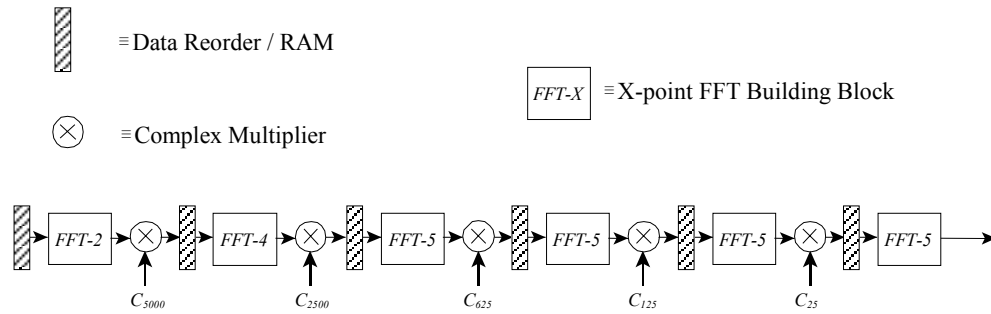 ≡ Data Reorder / RAM
FFT-X ≡ X-point FFT Building Block
≡ Complex Multiplier
FFT-2 FFT-4 FFT-5 FFT-5 FFT-5 FFT-5
C5000 C2500 C625 C125 C25